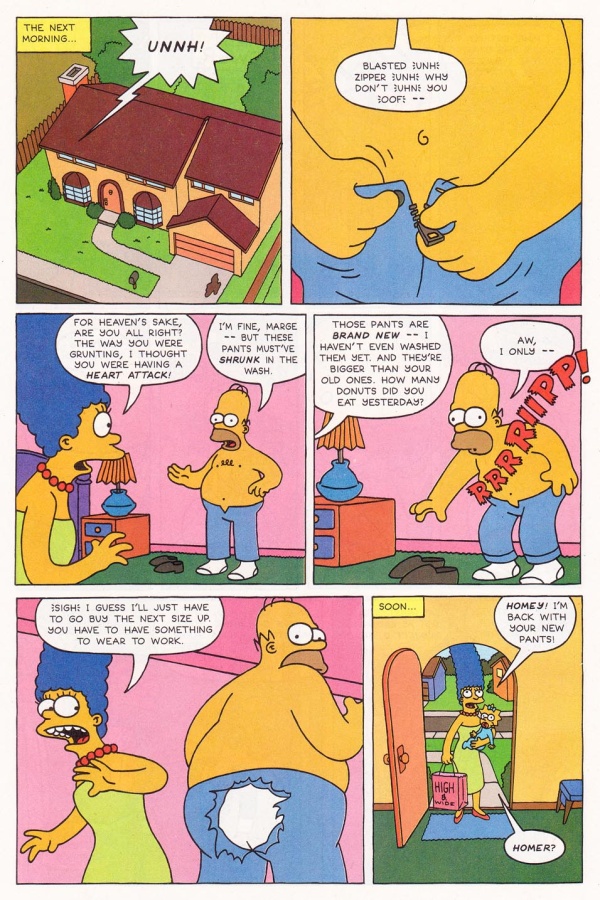 THE NEXT
MORNING...
UNNH!
BLASTED ÷UNH÷
ZIPPER ÷UNH÷ WHY
DON'T ÷UHN÷ YOU
÷OOF÷ --
FOR HEAVEN'S SAKE,
ARE YOU ALL RIGHT?
THE WAY YOU WERE
GRUNTING, I THOUGHT
YOU WERE HAVING A
HEART ATTACK!
I'M FINE, MARGE
-- BUT THESE
PANTS MUST'VE
SHRUNK IN THE
WASH.
THOSE PANTS ARE
BRAND NEW -- I
HAVEN'T EVEN WASHED
THEM YET. AND THEY'RE
BIGGER THAN YOUR
OLD ONES. HOW MANY
DONUTS DID YOU
EAT YESTERDAY?
AW,
I ONLY --
RRRRRIIPP!
÷SIGH÷ I GUESS I'LL JUST HAVE
TO GO BUY THE NEXT SIZE UP.
YOU HAVE TO HAVE SOMETHING
TO WEAR TO WORK.
SOON...
HOMEY! I'M
BACK WITH
YOUR NEW
PANTS!
HIGH
&
WIDE
HOMER?